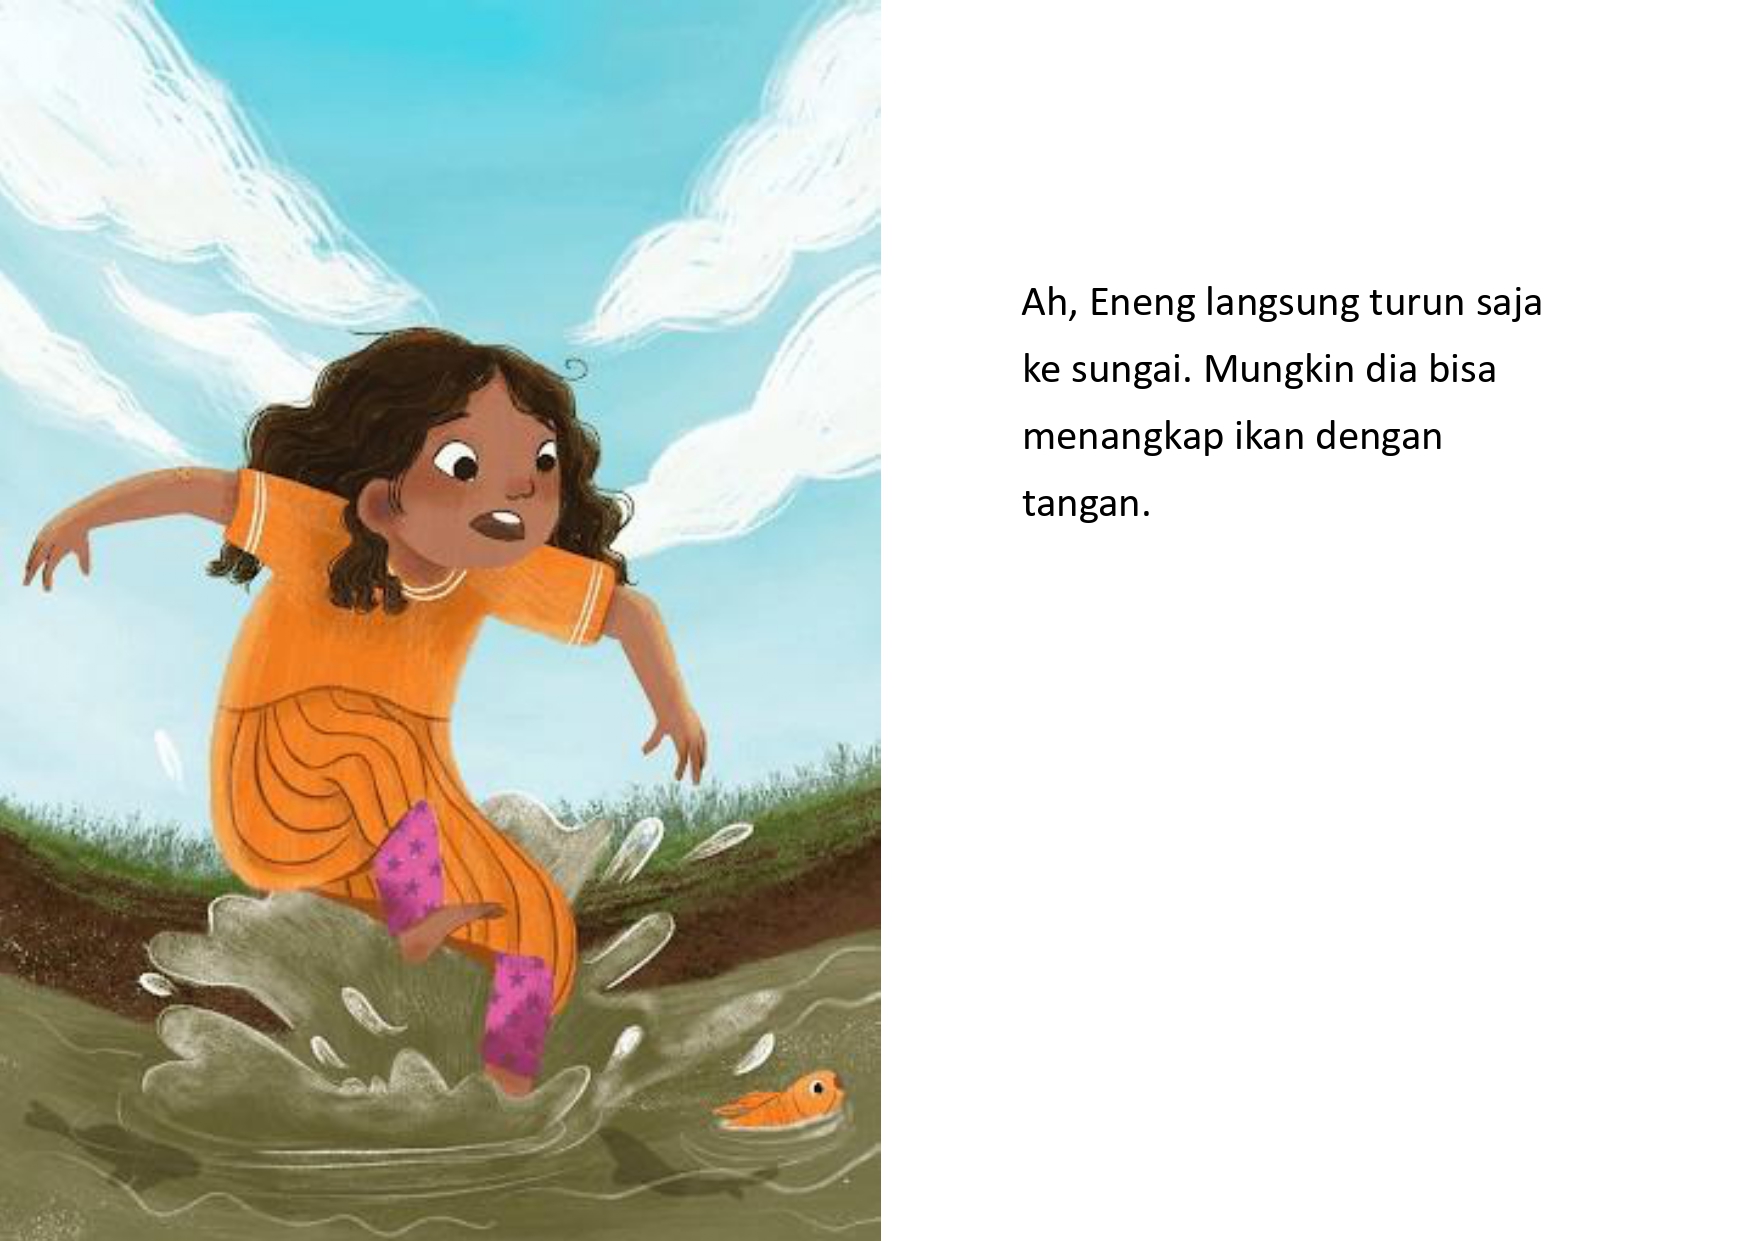 Ah, Eneng langsung turun saja
ke sungai. Mungkin dia bisa
menangkap ikan dengan
tangan.